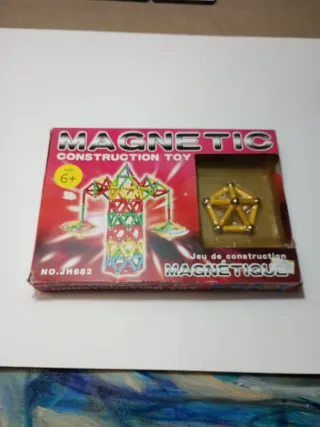 MAGNETIC
CONSTRUCTION TOY
6+
NO.JH682
Jeu de construction
MAGNÉTIQUE